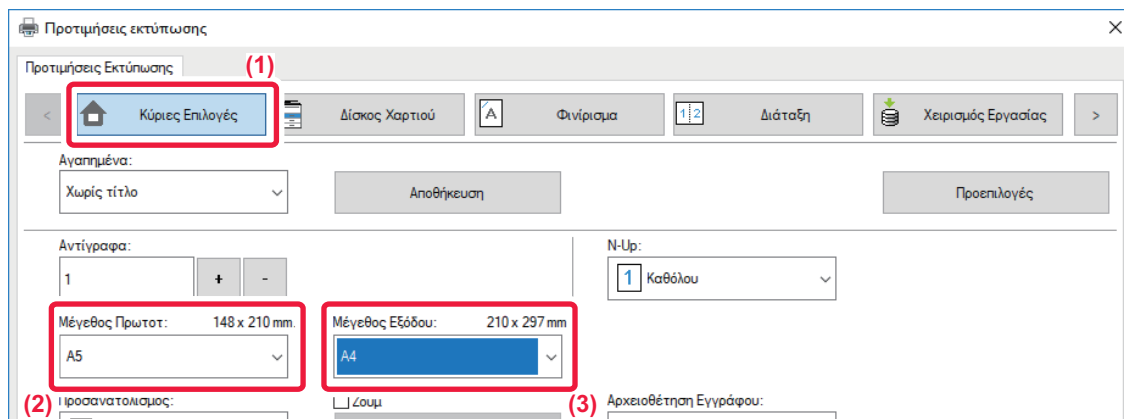 Προτιμήσεις εκτύπωσης
Προτιμήσεις Εκτύπωσης
(1)
< Κύριες Επιλογές Δίσκος Χαρτιού Φινίρισμα Διάταξη Χειρισμός Εργασίας >
Αγαπημένα:
Χωρίς τίτλο Αποθήκευση Προεπιλογές
Αντίγραφα: N-Up:
1 + - 1 Καθόλου
Μέγεθος Πρωτοτ: 148 x 210 mm. Μέγεθος Εξόδου: 210 x 297 mm
A5 A4
(2) Προσανατολισμος: Ζουμ (3) Αρχειοθέτηση Εγγράφου: